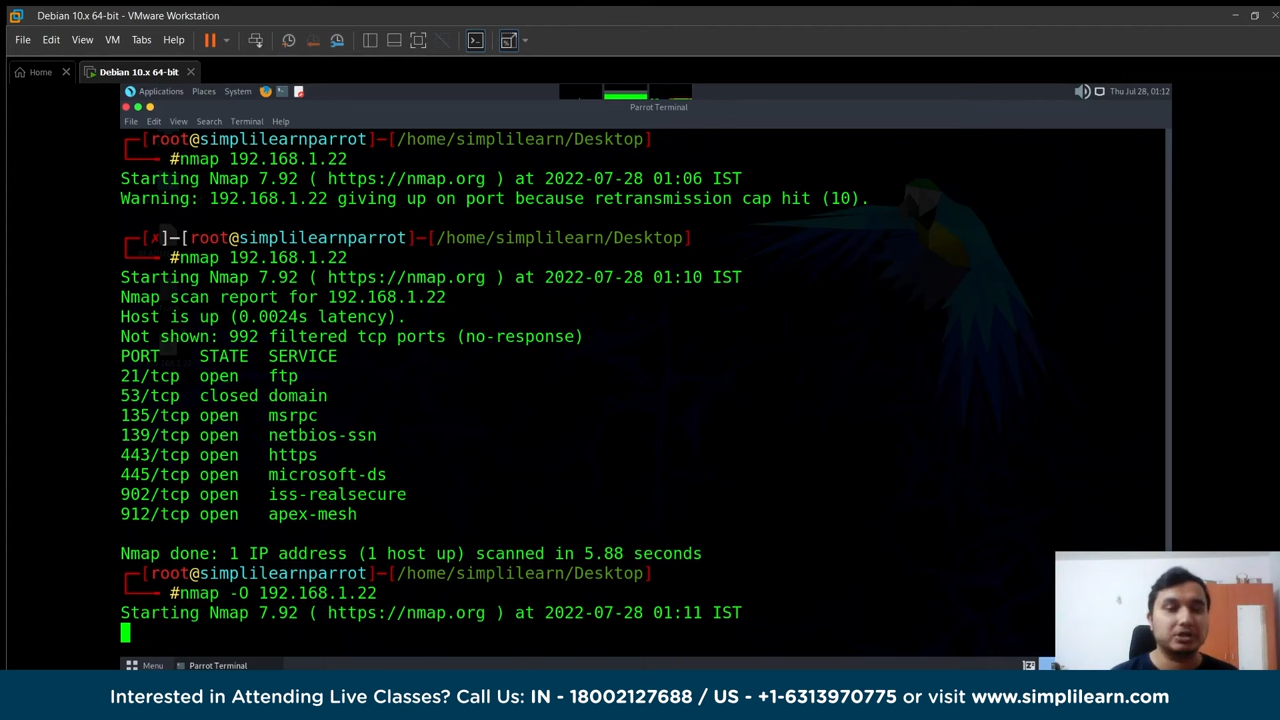 Debian 10.x 64-bit - VMware Workstation
File Edit View VM Tabs Help
Home Debian 10.x 64-bit
Applications Places System Thu Jul 28, 01:12
Parrot Terminal
File Edit View Search Terminal Help
[root@simplilearnparrot]-[/home/simplilearn/Desktop]
#nmap 192.168.1.22
Starting Nmap 7.92 ( https://nmap.org ) at 2022-07-28 01:06 IST
Warning: 192.168.1.22 giving up on port because retransmission cap hit (10).
[✗]-[root@simplilearnparrot]-[/home/simplilearn/Desktop]
#nmap 192.168.1.22
Starting Nmap 7.92 ( https://nmap.org ) at 2022-07-28 01:10 IST
Nmap scan report for 192.168.1.22
Host is up (0.0024s latency).
Not shown: 992 filtered tcp ports (no-response)
PORT STATE SERVICE
21/tcp open ftp
53/tcp closed domain
135/tcp open msrpc
139/tcp open netbios-ssn
443/tcp open https
445/tcp open microsoft-ds
902/tcp open iss-realsecure
912/tcp open apex-mesh
Nmap done: 1 IP address (1 host up) scanned in 5.88 seconds
[root@simplilearnparrot]-[/home/simplilearn/Desktop]
#nmap -O 192.168.1.22
Starting Nmap 7.92 ( https://nmap.org ) at 2022-07-28 01:11 IST
Menu Parrot Terminal
Interested in Attending Live Classes? Call Us: IN - 18002127688 / US - +1-6313970775 or visit www.simplilearn.com